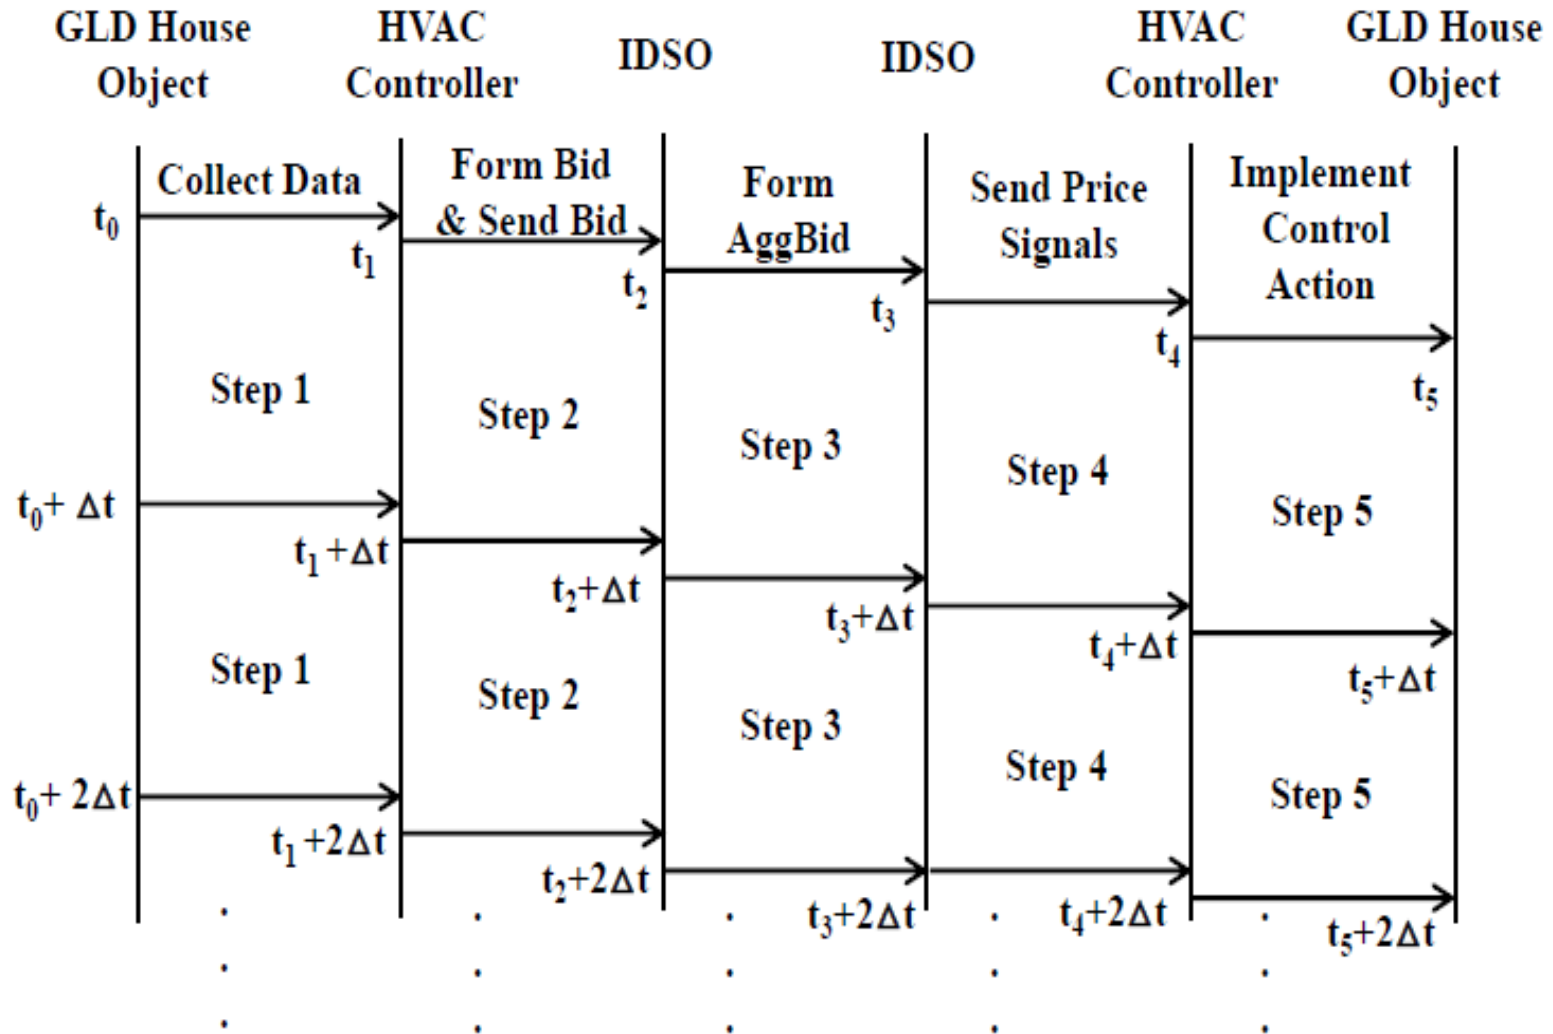 GLD House
Object
HVAC
Controller
IDSO
IDSO
HVAC
Controller
GLD House
Object
Collect Data
Form Bid
& Send Bid
Form
AggBid
Send Price
Signals
Implement
Control
Action
t0
t1
t2
t3
t4
t5
Step 1
Step 2
Step 3
Step 4
Step 5
t0+ Δt
t1+Δt
t2+Δt
t3+Δt
t4+Δt
t5+Δt
Step 1
Step 2
Step 3
Step 4
Step 5
t0+ 2Δt
t1+2Δt
t2+2Δt
t3+2Δt
t4+2Δt
t5+2Δt